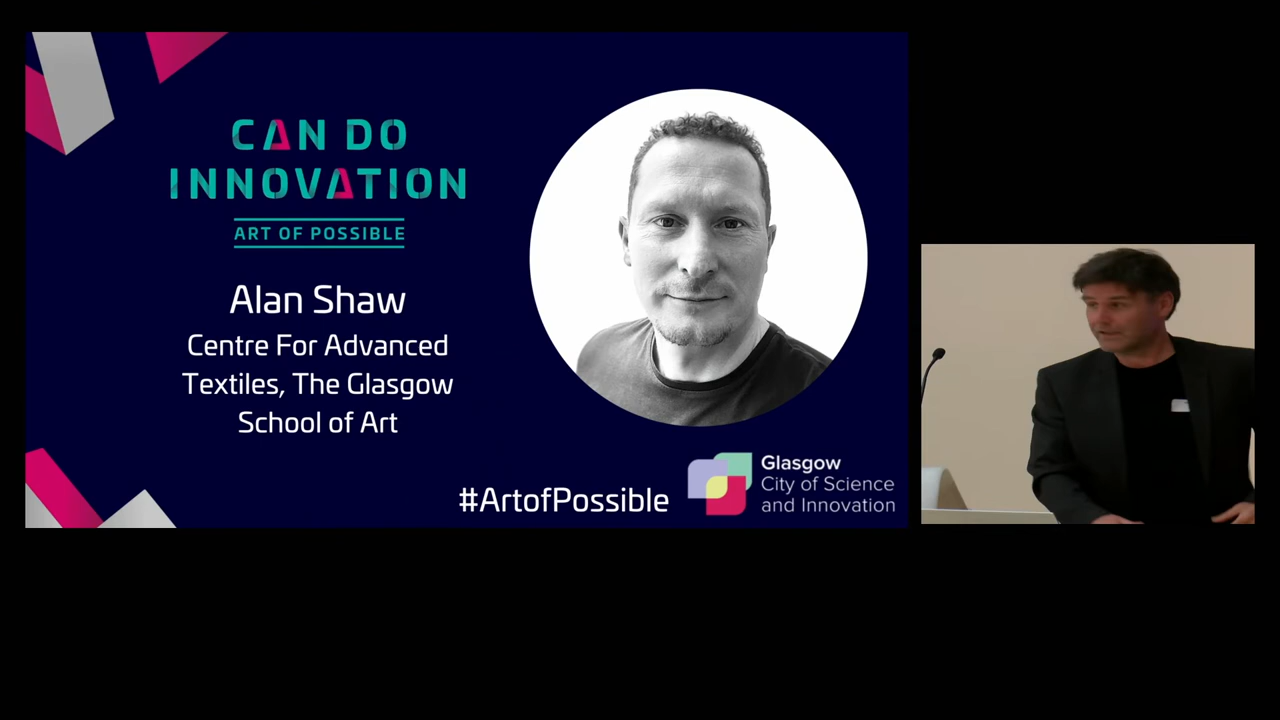 CAN DO
INNOVATION
ART OF POSSIBLE
Alan Shaw
Centre For Advanced
Textiles, The Glasgow
School of Art
#ArtofPossible
Glasgow
City of Science
and Innovation